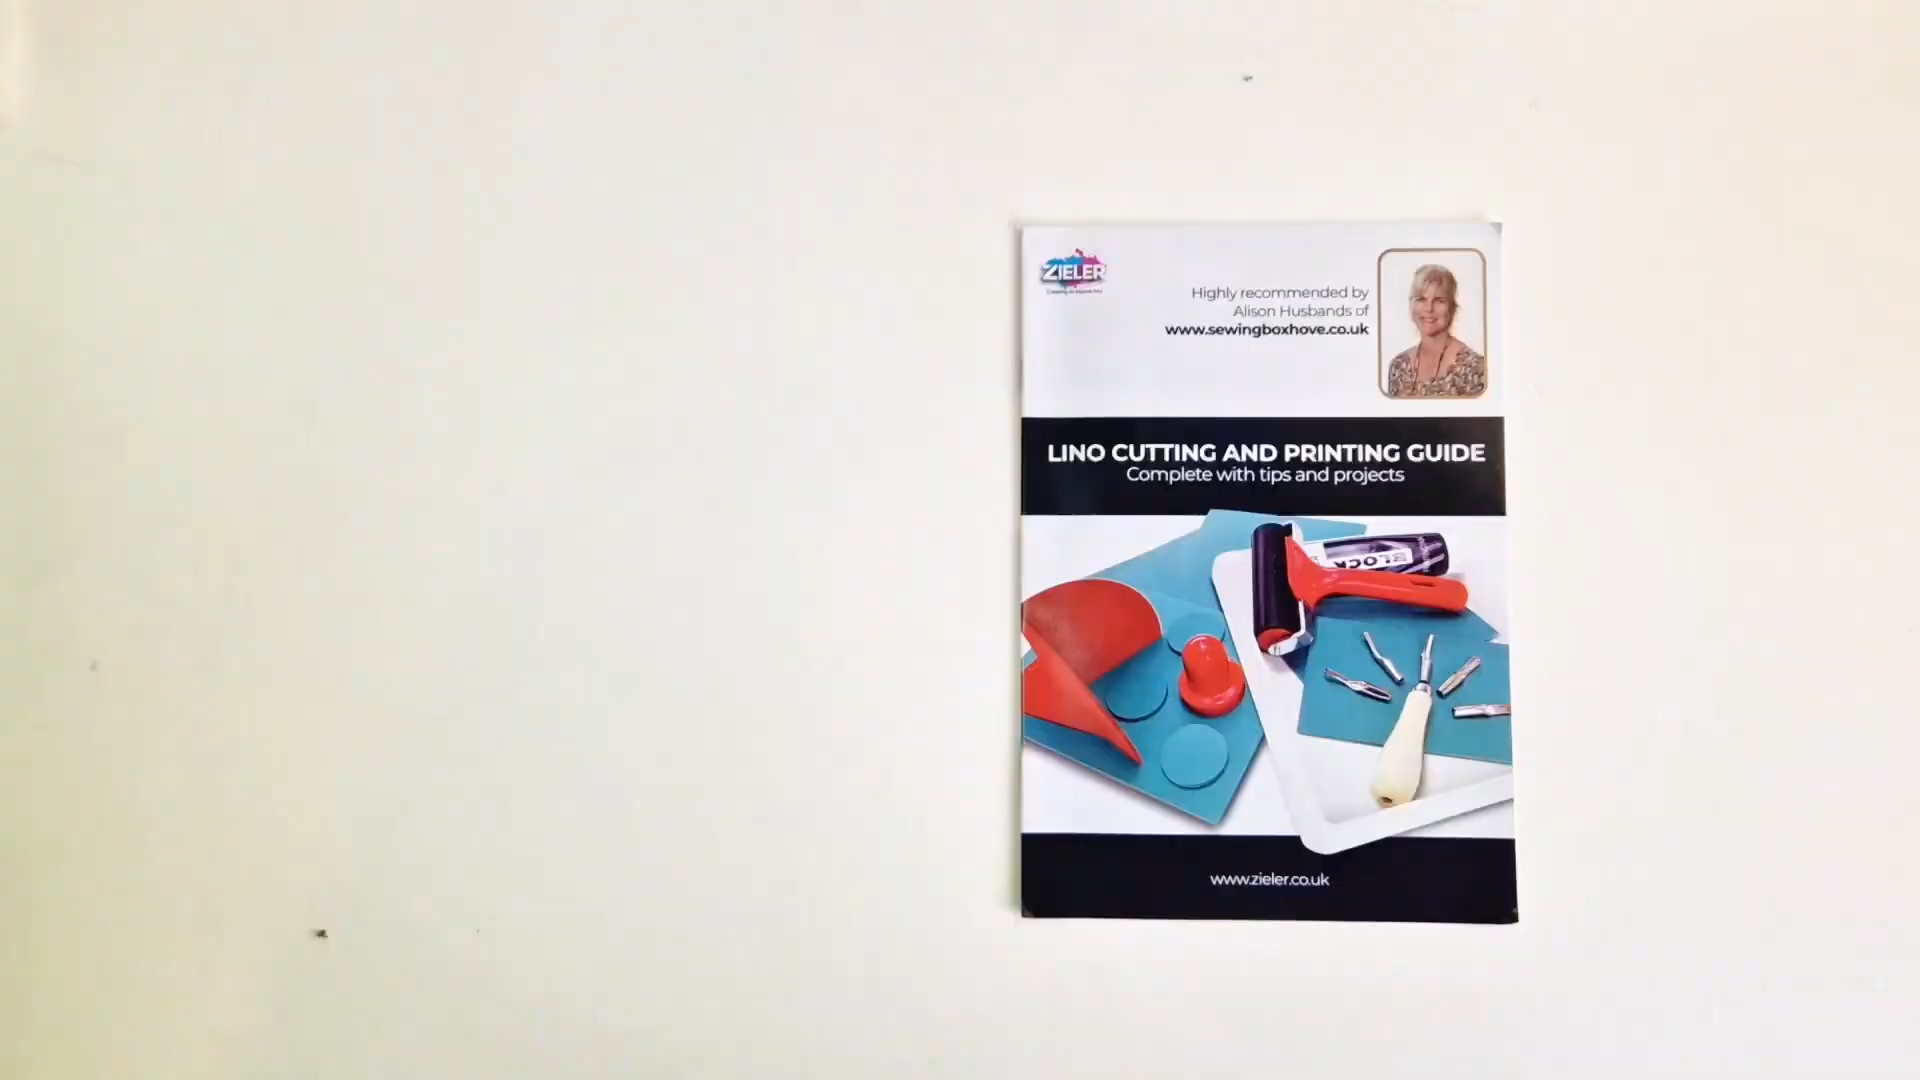 ZIELER
Highly recommended by
Alison Husbands of
www.sewingboxhove.co.uk
LINO CUTTING AND PRINTING GUIDE
Complete with tips and projects
BLOCK
www.zieler.co.uk